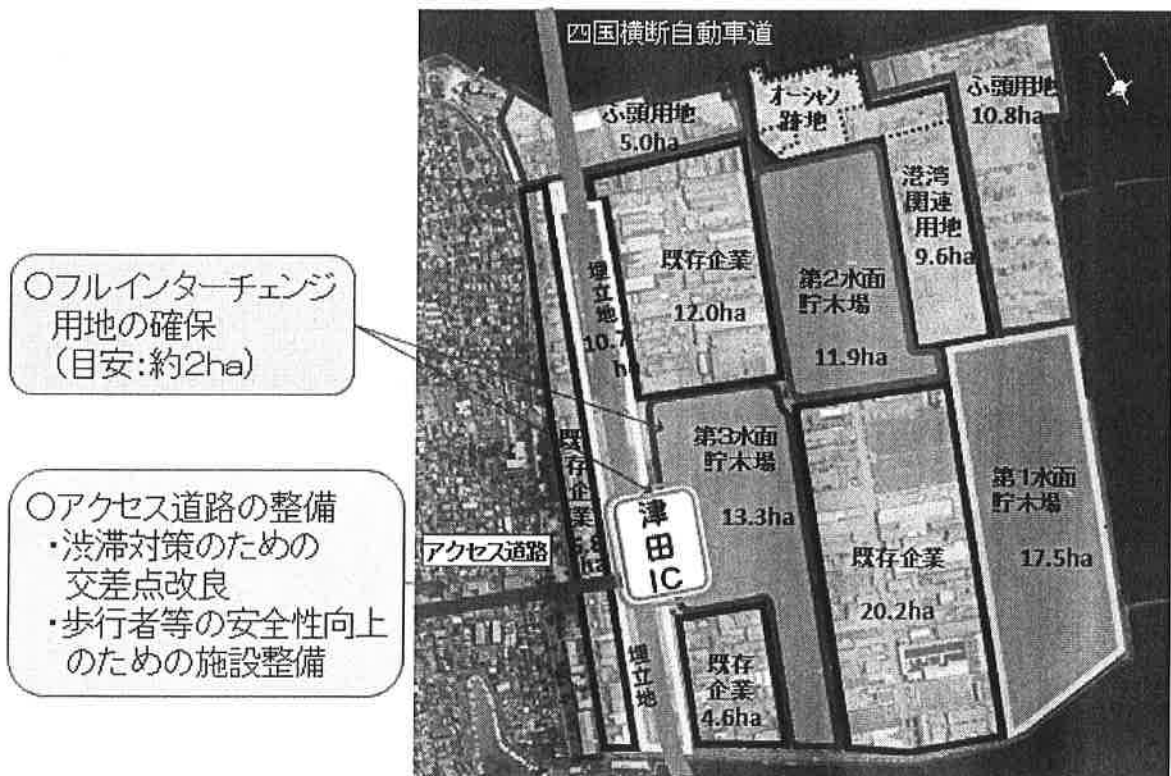 四国横断自動車道
ふ頭用地
5.0ha
オーシャン
跡地
ふ頭用地
10.8ha
港湾
関連
用地
9.6ha
既存企業
12.0ha
第2水面
貯木場
11.9ha
埋立地
10.7
○フルインターチェンジ
用地の確保
(目安:約2ha)
第3水面
貯木場
13.3ha
第1水面
貯木場
17.5ha
既存企業
○アクセス道路の整備
・渋滞対策のための
交差点改良
・歩行者等の安全性向上
のための施設整備
アクセス道路
津田IC
既存企業
20.2ha
埋立地
既存
企業
4.6ha